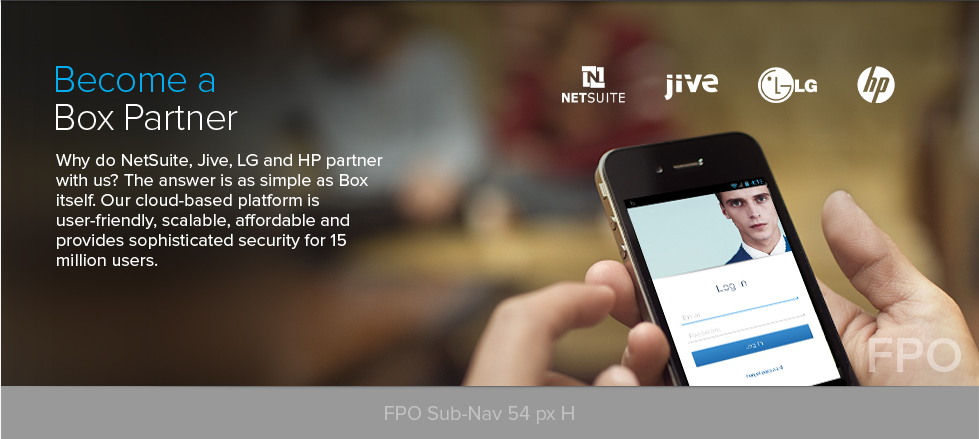 Become a
Box Partner
Why do NetSuite, Jive, LG and HP partner
with us? The answer is as simple as Box
itself. Our cloud-based platform is
user-friendly, scalable, affordable and
provides sophisticated security for 15
million users.
NETSUITE
jive
LG
hp
4:13
Log in
Email
Password
Log in
FPO
FPO Sub-Nav 54 px H